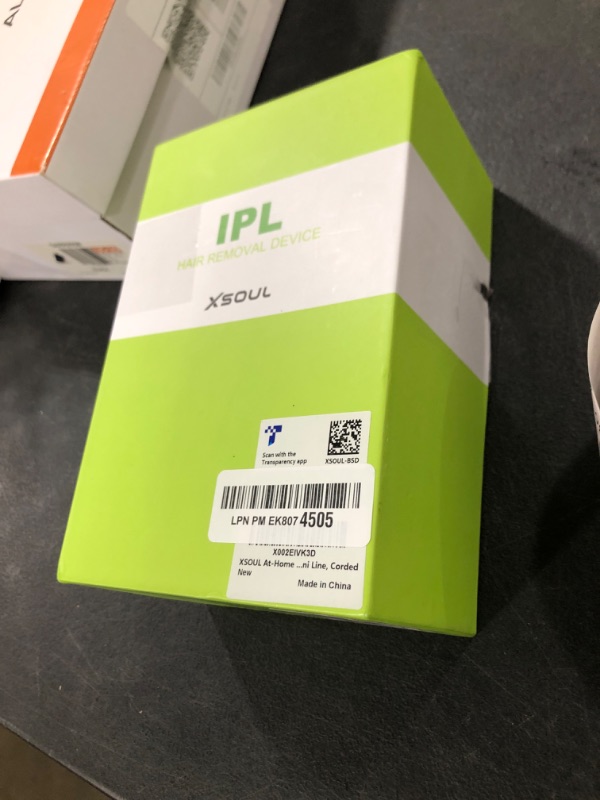 AL
IPL
HAIR REMOVAL DEVICE
XSOUL
Scan with the
Transparency app
XSOUL-BSD
LPN PM EK807 4505
X002EIVK3D
XSOUL At-Home ...ni Line, Corded
New
Made in China